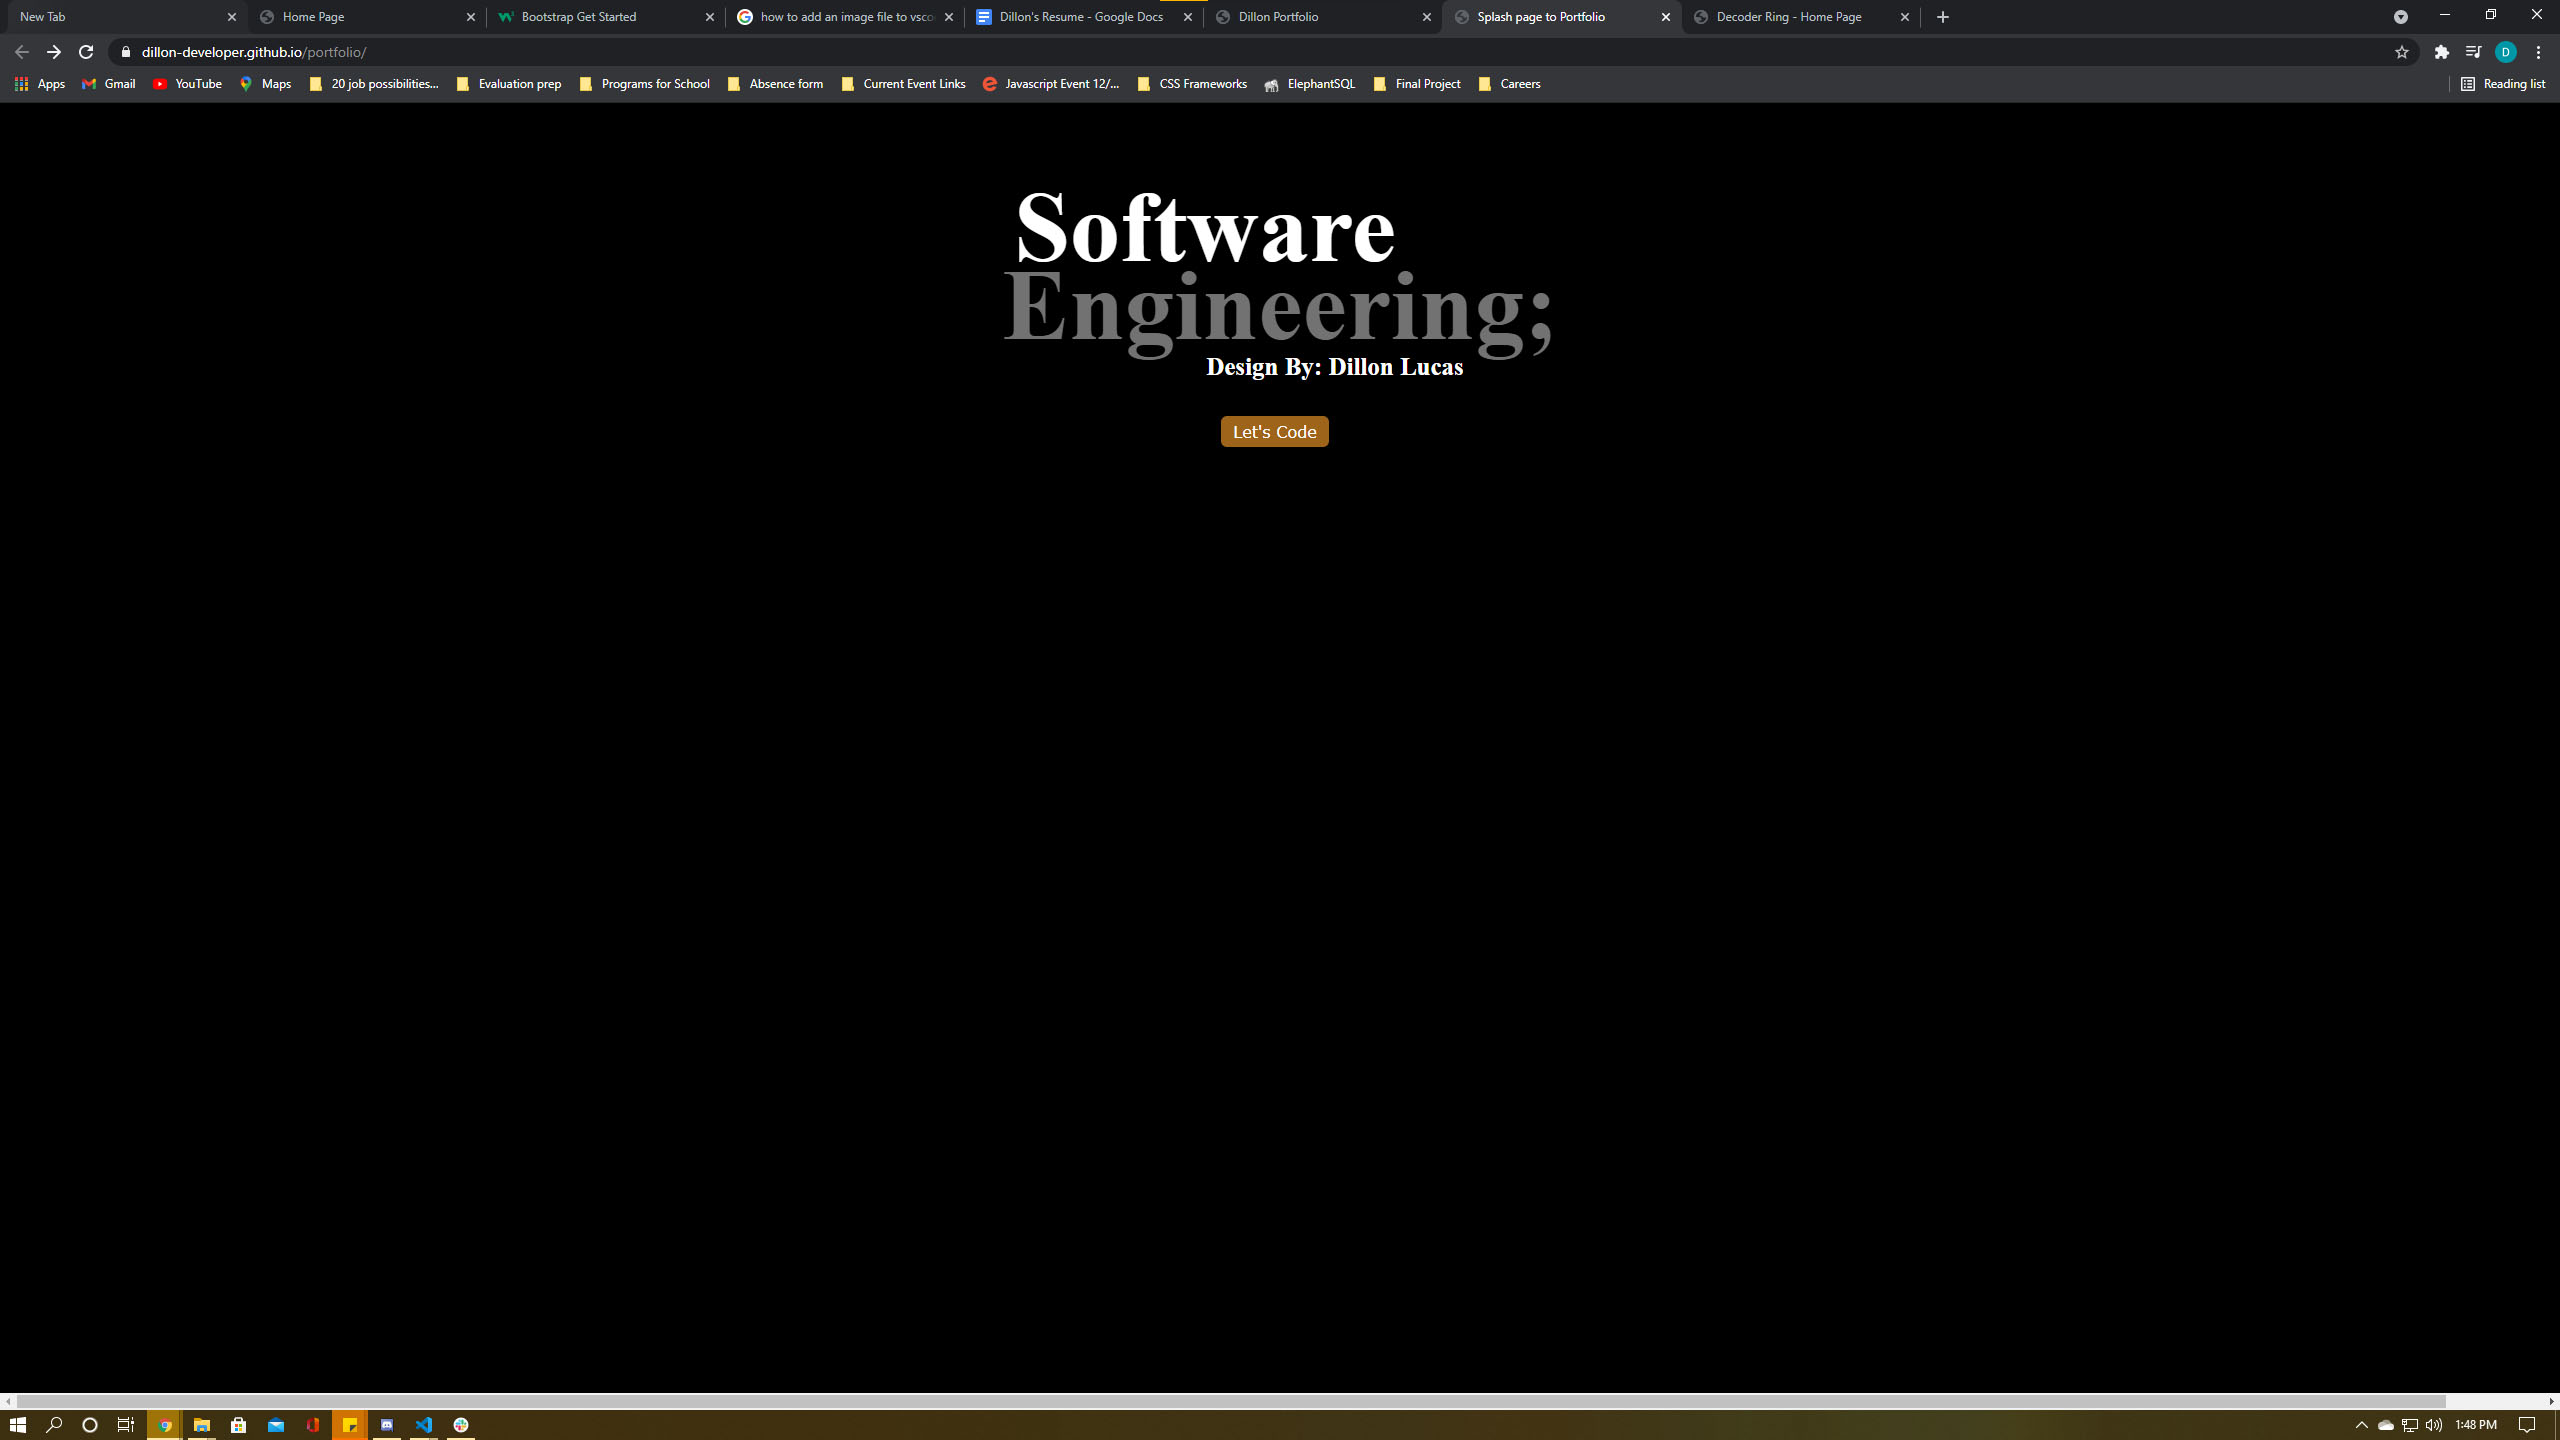 New Tab
Home Page
Bootstrap Get Started
how to add an image file to vsco
Dillon's Resume - Google Docs
Dillon Portfolio
Splash page to Portfolio
Decoder Ring - Home Page
dillon-developer.github.io/portfolio/
D
Apps
Gmail
YouTube
Maps
20 job possibilities...
Evaluation prep
Programs for School
Absence form
Current Event Links
Javascript Event 12/...
CSS Frameworks
ElephantSQL
Final Project
Careers
Reading list
Software
Engineering;
Design By: Dillon Lucas
Let's Code
1:48 PM